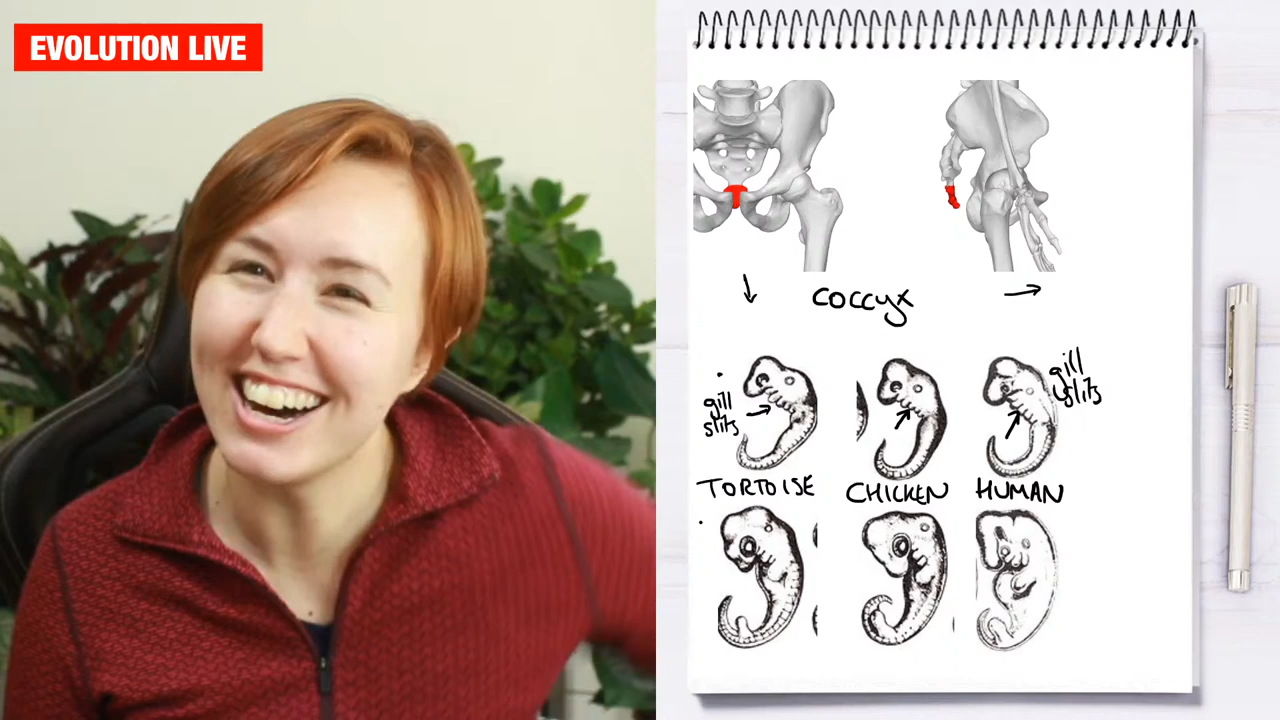 EVOLUTION LIVE
coccyx
gill
slits
gill
slits
TORTOISE CHICKEN HUMAN